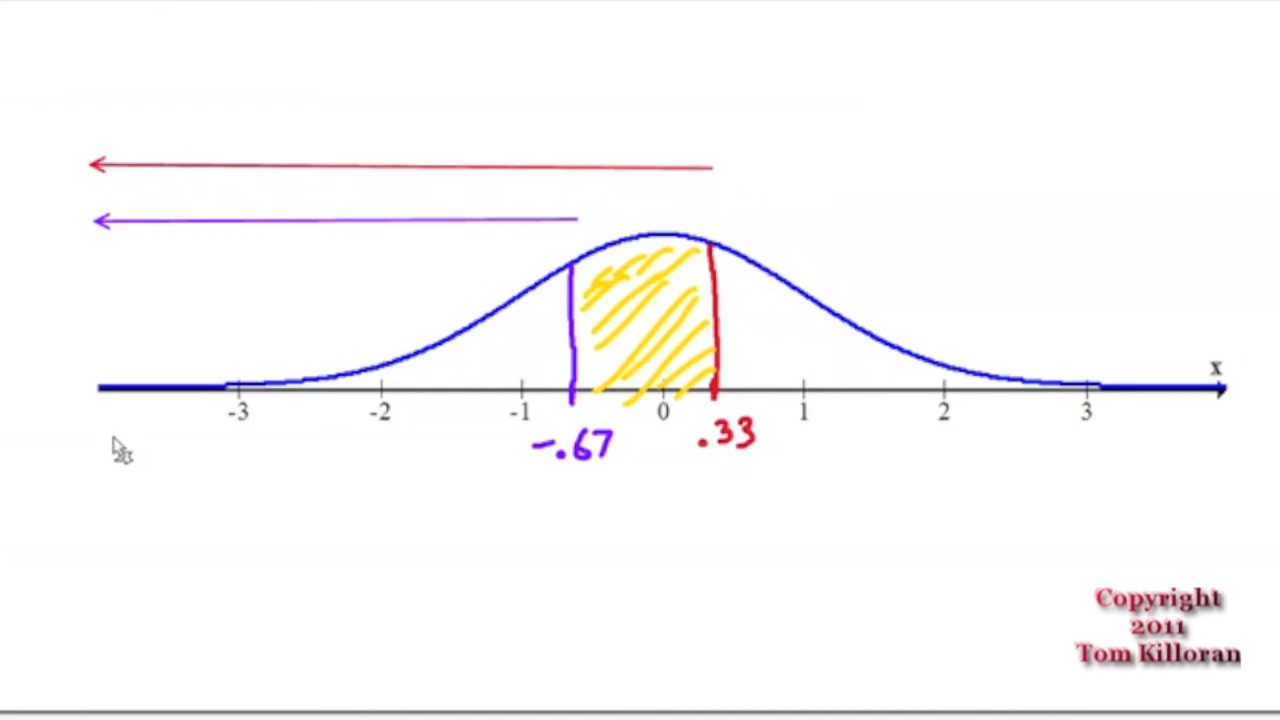 x
-3 -2 -1 0 1 2 3
-.67 .33
Copyright
2011
Tom Killoran